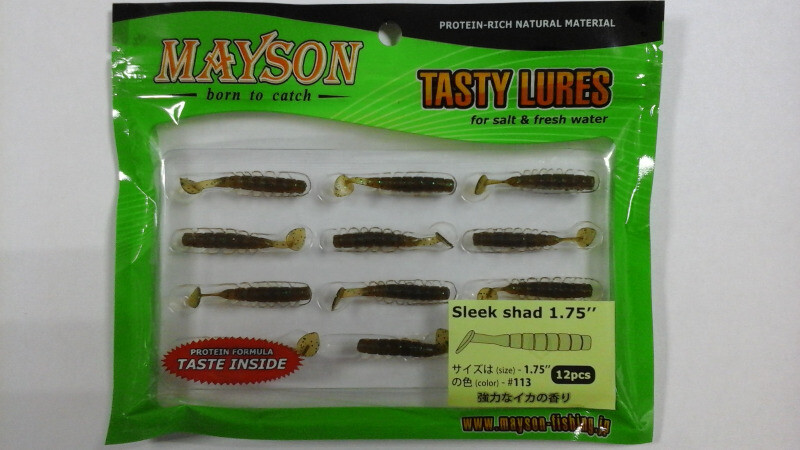 PROTEIN-RICH NATURAL MATERIAL
MAYSON
born to catch
TASTY LURES
for salt & fresh water
Sleek shad 1.75’’
サイズは (size) - 1.75’’
の色 (color) - #113
12pcs
強力なイカの香り
PROTEIN FORMULA
TASTE INSIDE
www.mayson-fishing.jp